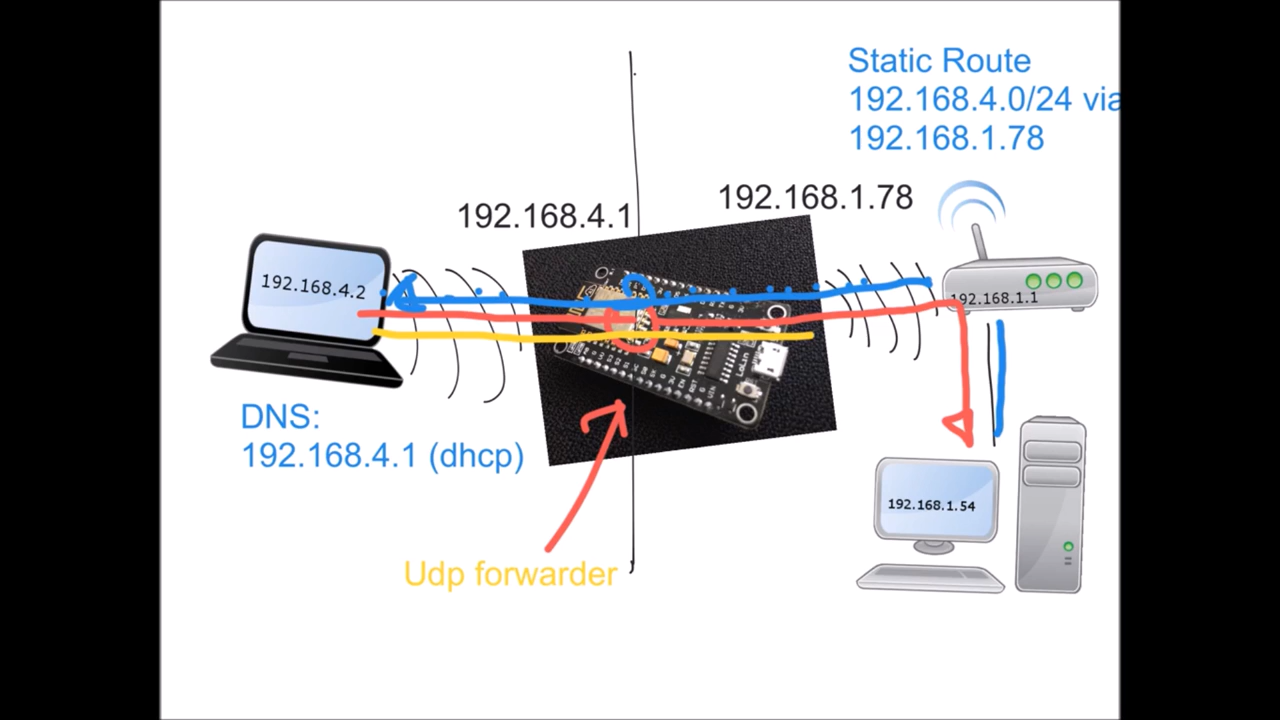 Static Route
192.168.4.0/24 via
192.168.1.78
192.168.1.78
192.168.4.1
192.168.4.2
192.168.1.1
DNS:
192.168.4.1 (dhcp)
192.168.1.54
Udp forwarder